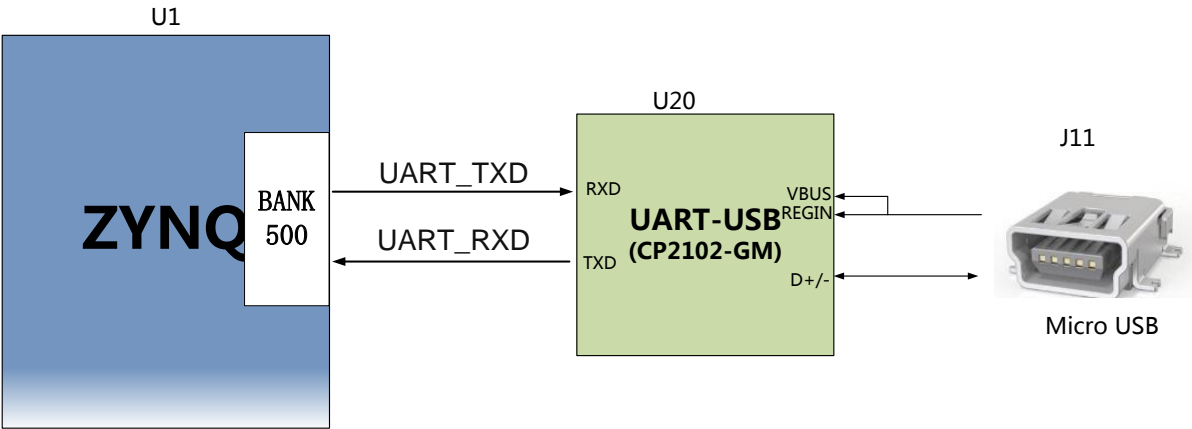 U1
U20
J11
UART_TXD
RXD
VBUS
BANK
500
ZYNQ
UART-USB
REGIN
(CP2102-GM)
UART_RXD
TXD
D+/-
Micro USB